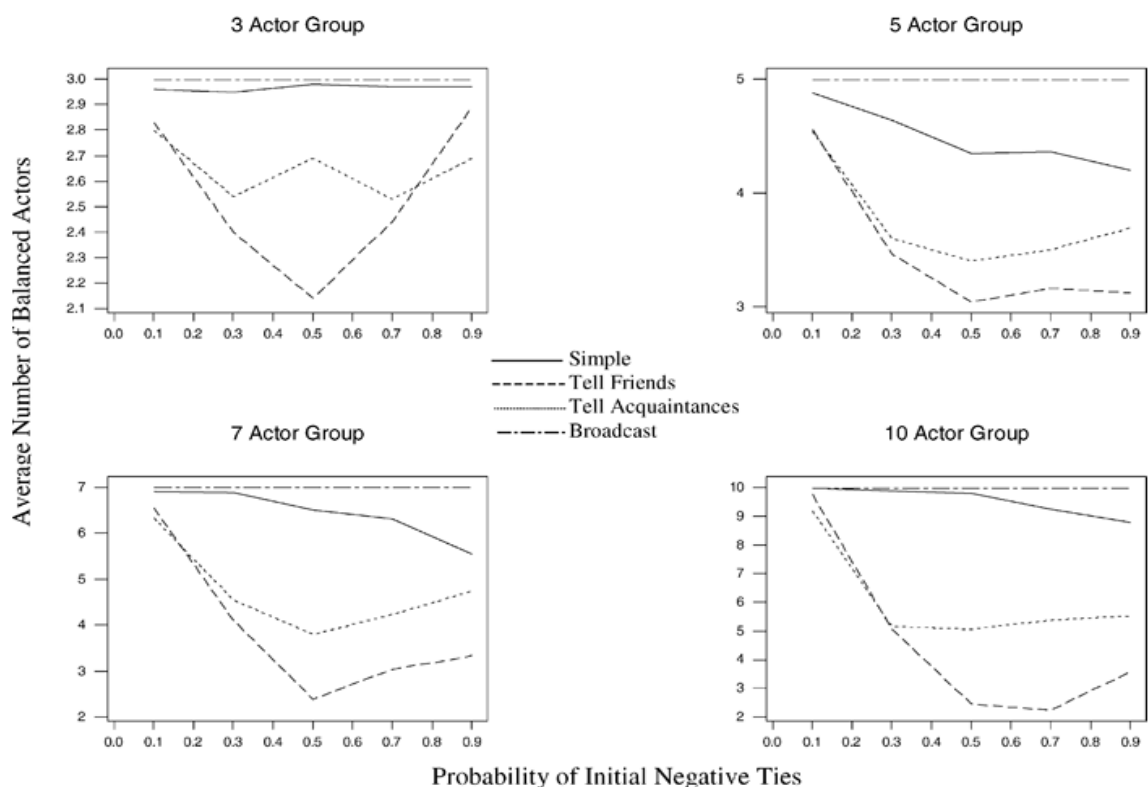 3 Actor Group
5 Actor Group
Average Number of Balanced Actors
3.0
2.9
2.8
2.7
2.6
2.5
2.4
2.3
2.2
2.1
0.0 0.1 0.2 0.3 0.4 0.5 0.6 0.7 0.8 0.9
5
4
3
0.0 0.1 0.2 0.3 0.4 0.5 0.6 0.7 0.8 0.9
Simple
Tell Friends
Tell Acquaintances
Broadcast
7 Actor Group
10 Actor Group
7
6
5
4
3
2
0.0 0.1 0.2 0.3 0.4 0.5 0.6 0.7 0.8 0.9
10
9
8
7
6
5
4
3
2
0.0 0.1 0.2 0.3 0.4 0.5 0.6 0.7 0.8 0.9
Probability of Initial Negative Ties